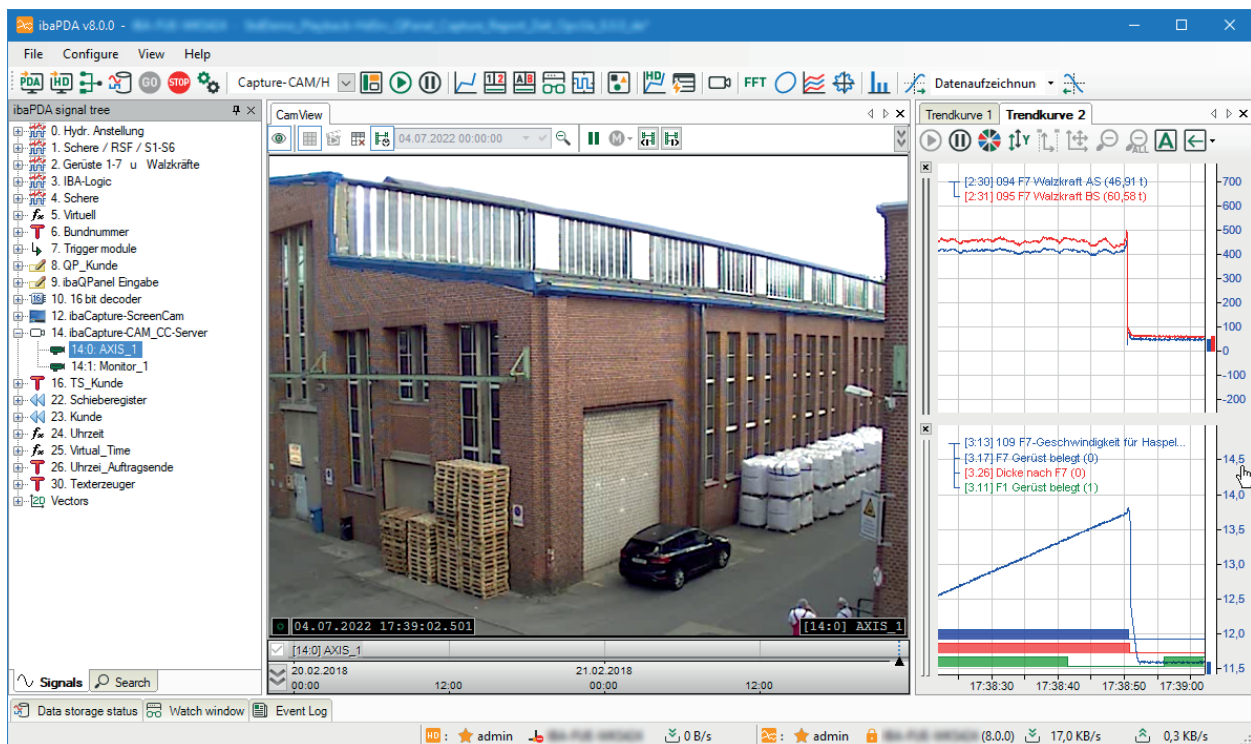 ibaPDA v8.0.0 -
File Configure View Help
PDA iHD GO STOP Capture-CAM/H HD FFT Datenaufzeichnun
ibaPDA signal tree
0. Hydr. Anstellung
1. Schere / RSF / S1-S6
2. Gerüste 1-7 u Walzkräfte
3. IBA-Logic
4. Schere
5. Virtuell
6. Bundnummer
7. Trigger module
8. QP_Kunde
9. ibaQPanel Eingabe
10. 16 bit decoder
12. ibaCapture-ScreenCam
14. ibaCapture-CAM_CC-Server
14:0: AXIS_1
14:1: Monitor_1
16. TS_Kunde
22. Schieberegister
23. Kunde
24. Uhrzeit
25. Virtual_Time
26. Uhrzei_Auftragsende
30. Texterzeuger
Vectors
Signals Search
CamView
04.07.2022 00:00:00
04.07.2022 17:39:02.501 [14:0] AXIS_1
[14:0] AXIS_1
20.02.2018 21.02.2018
00:00 12:00 00:00 12:00
Trendkurve 1 Trendkurve 2
[2:30] 094 F7 Walzkraft AS (46,91 t)
[2:31] 095 F7 Walzkraft BS (60,58 t)
700
600
500
400
300
200
100
0
-100
-200
[3:13] 109 F7-Geschwindigkeit für Haspel...
[3.17] F7 Gerüst belegt (0)
[3.26] Dicke nach F7 (0)
[3.11] F1 Gerüst belegt (1)
14,5
14,0
13,5
13,0
12,5
12,0
11,5
17:38:30 17:38:40 17:38:50 17:39:00
Data storage status Watch window Event Log
HD : admin 0 B/s : admin (8.0.0) 17,0 KB/s 0,3 KB/s